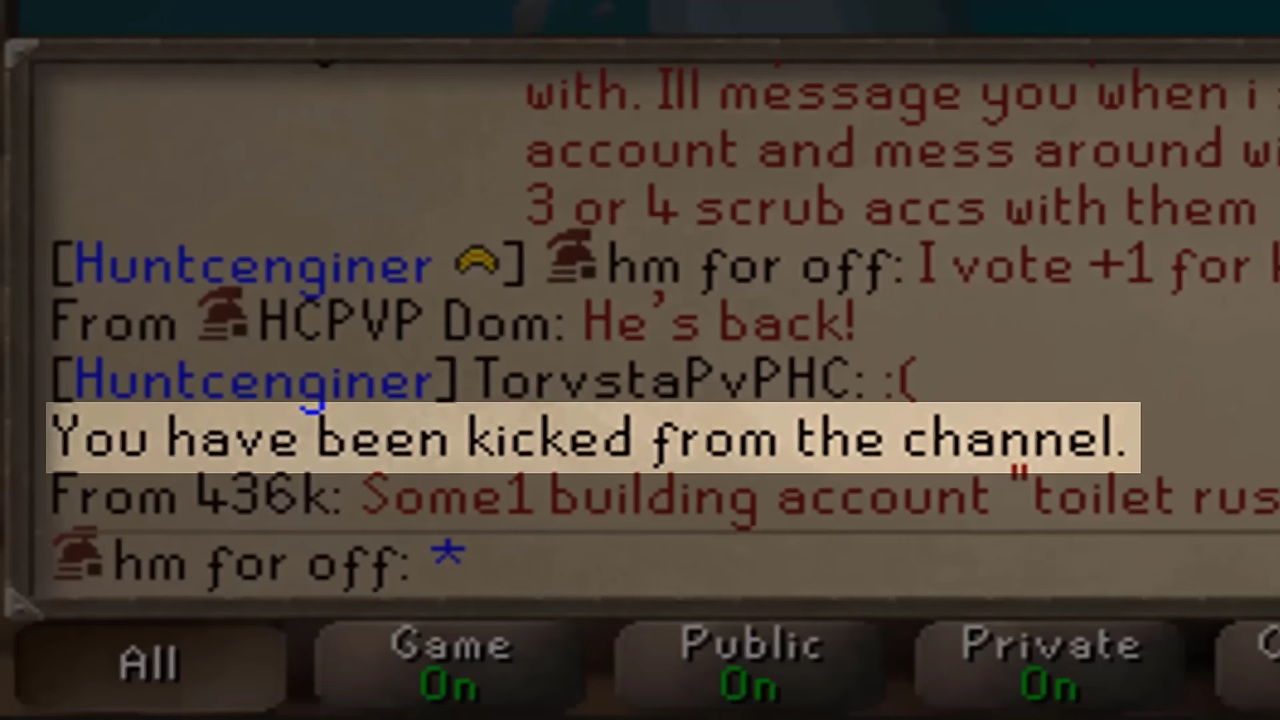 with. Ill message you when i
account and mess around wi
3 or 4 scrub accs with them
[Huntcenginer] hm for off: I vote +1 for
From HCPVP Dom: He's back!
[Huntcenginer] TorvstaPvPHC: :(
You have been kicked from the channel.
From 436k: Some1 building account "toilet rus
hm for off: *
All
Game
On
Public
On
Private
On